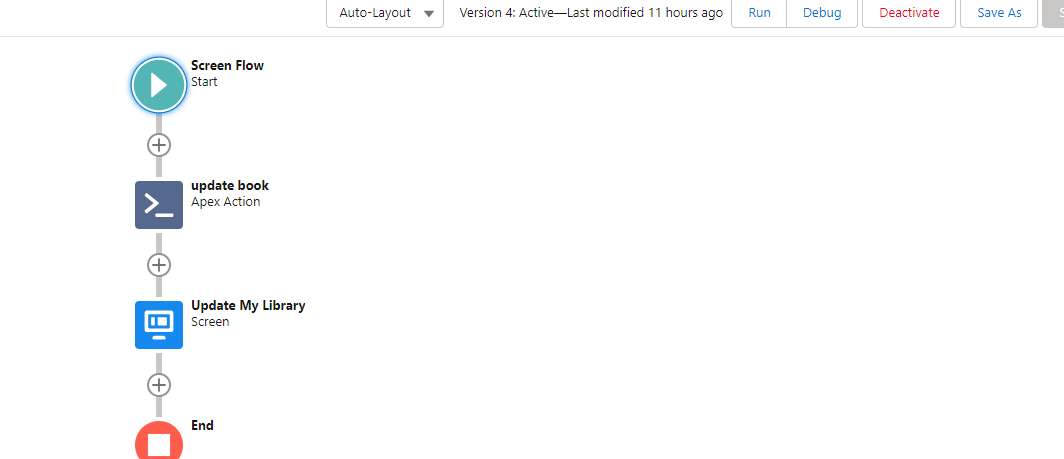 Auto-Layout Version 4: Active—Last modified 11 hours ago Run Debug Deactivate Save As
Screen Flow
Start
update book
Apex Action
Update My Library
Screen
End